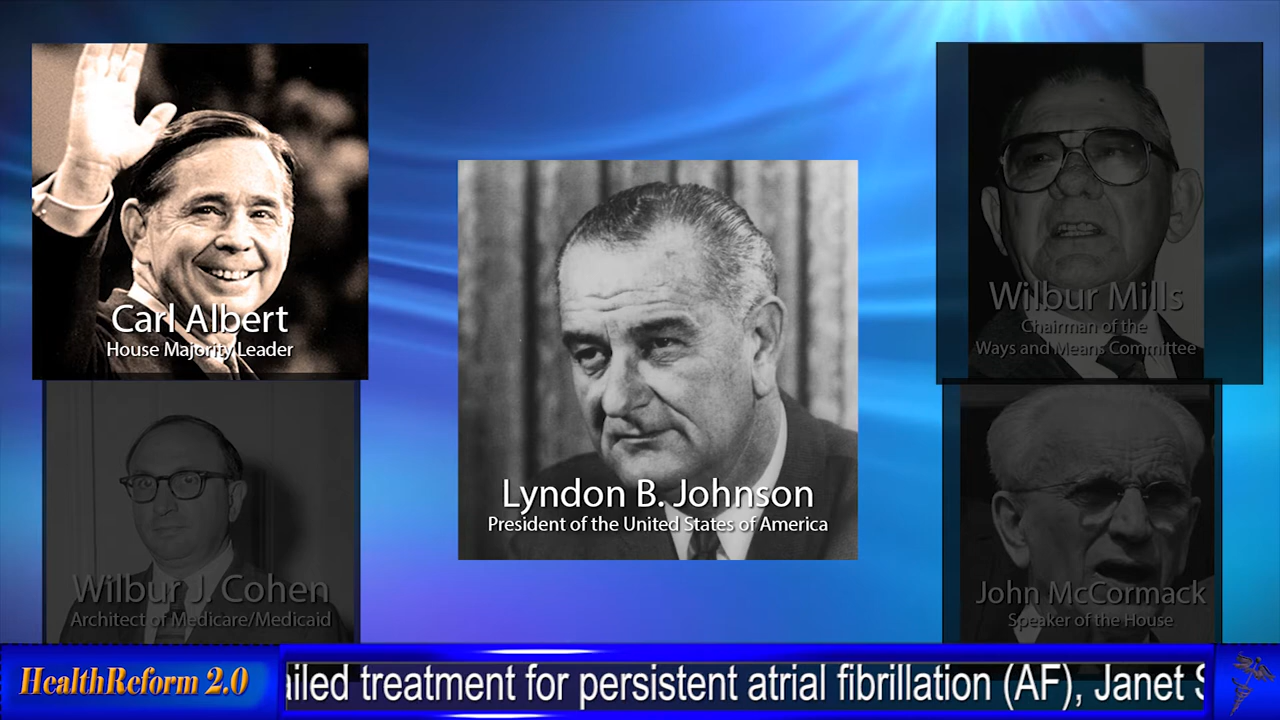 Carl Albert
House Majority Leader
Lyndon B. Johnson
President of the United States of America
Wilbur Mills
Chairman of the
Ways and Means Committee
Wilbur J. Cohen
Architect of Medicare/Medicaid
John McCormack
Speaker of the House
HealthReform 2.0
ailed treatment for persistent atrial fibrillation (AF), Janet S